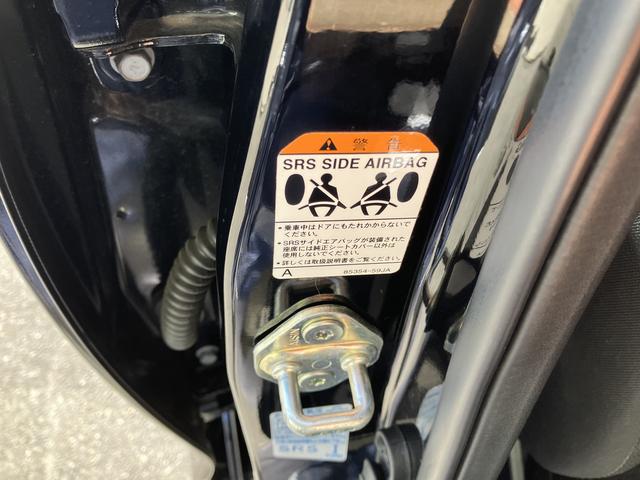 警告
SRS SIDE AIRBAG
・乗車中はドアにもたれかからないで
ください。
・SRSサイドエアバッグが装備された
座席には純正シートカバー以外は
使用しないでください。
・詳しくは取扱説明書をご覧ください。
A 85354-59JA
SRS I